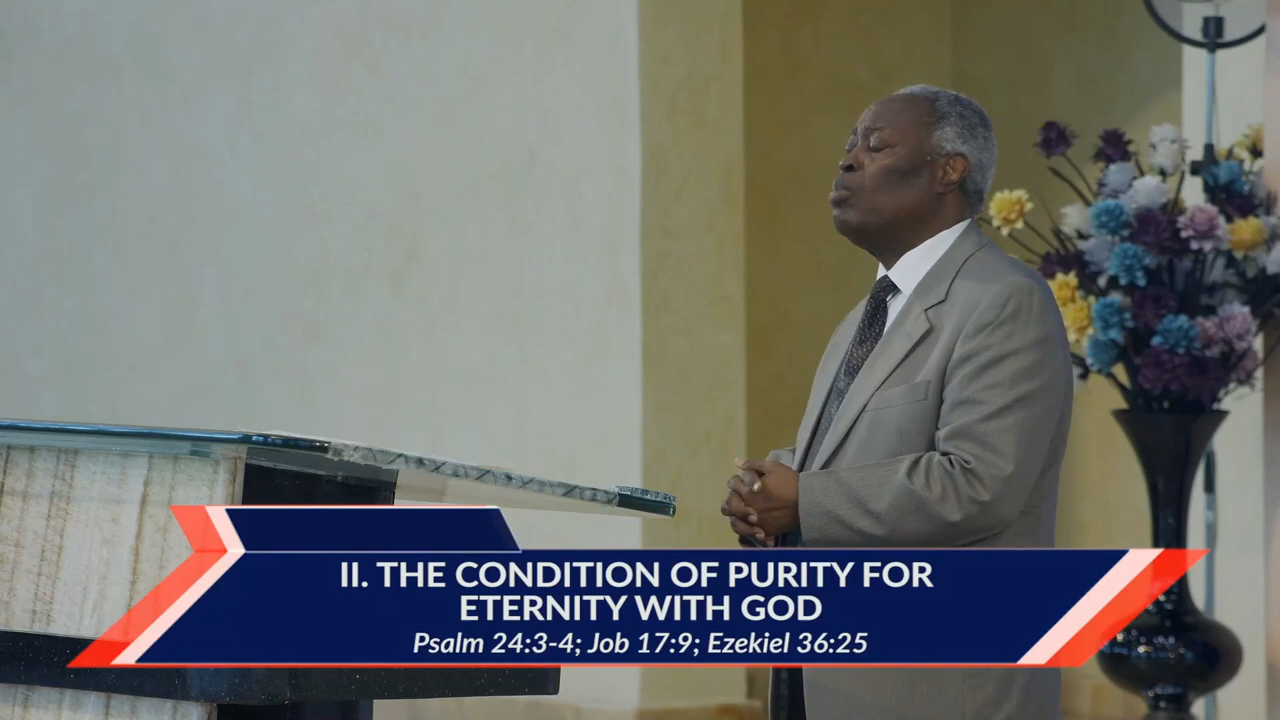 II. THE CONDITION OF PURITY FOR
ETERNITY WITH GOD
Psalm 24:3-4; Job 17:9; Ezekiel 36:25